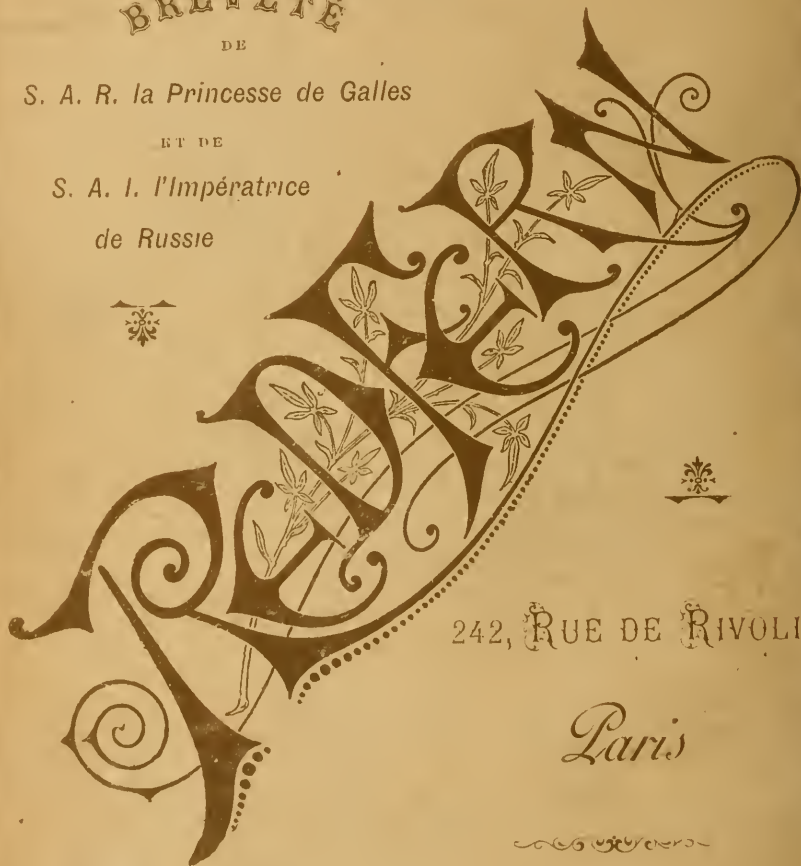 BREVETÉ
DE
S. A. R. la Princesse de Galles
ET DE
S. A. I. l'Impératrice
de Russie
REDFERN
242, RUE DE RIVOLI
Paris